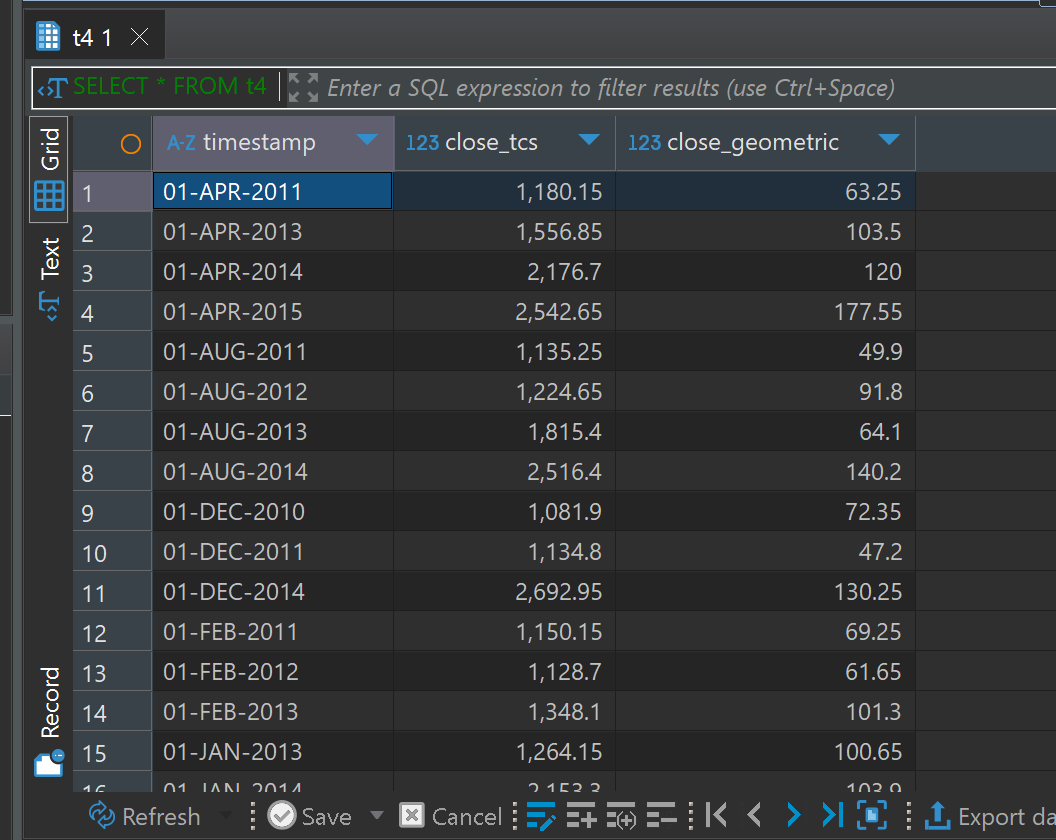 t4 1
SELECT * FROM t4 Enter a SQL expression to filter results (use Ctrl+Space)
Grid
Text
Record
A-Z timestamp 123 close_tcs 123 close_geometric
1 01-APR-2011 1,180.15 63.25
2 01-APR-2013 1,556.85 103.5
3 01-APR-2014 2,176.7 120
4 01-APR-2015 2,542.65 177.55
5 01-AUG-2011 1,135.25 49.9
6 01-AUG-2012 1,224.65 91.8
7 01-AUG-2013 1,815.4 64.1
8 01-AUG-2014 2,516.4 140.2
9 01-DEC-2010 1,081.9 72.35
10 01-DEC-2011 1,134.8 47.2
11 01-DEC-2014 2,692.95 130.25
12 01-FEB-2011 1,150.15 69.25
13 01-FEB-2012 1,128.7 61.65
14 01-FEB-2013 1,348.1 101.3
15 01-JAN-2013 1,264.15 100.65
16 01-JAN-2014 2,153.3 103.9
Refresh Save Cancel Export da